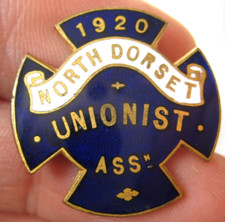 1920
NORTH DORSET
· UNIONIST ·
ASSN